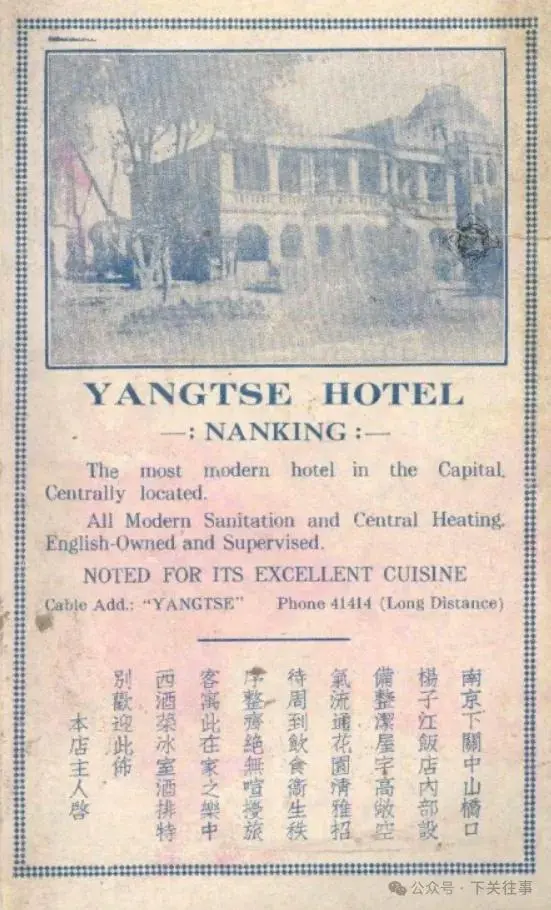 YANGTSE HOTEL
—: NANKING :—
The most modern hotel in the Capital.
Centrally located.
All Modern Sanitation and Central Heating.
English-Owned and Supervised.
NOTED FOR ITS EXCELLENT CUISINE
Cable Add.: "YANGTSE" Phone 41414 (Long Distance)
南京下關中山橋口
楊子江飯店內部設
備整潔屋宇高敞空
氣流通花園清雅招
待周到飲食衞生秩
序整齊絕無喧擾旅
客寓此在家之樂中
西酒菜冰室酒排特
別歡迎此佈
本店主人啓
公众号·下关往事